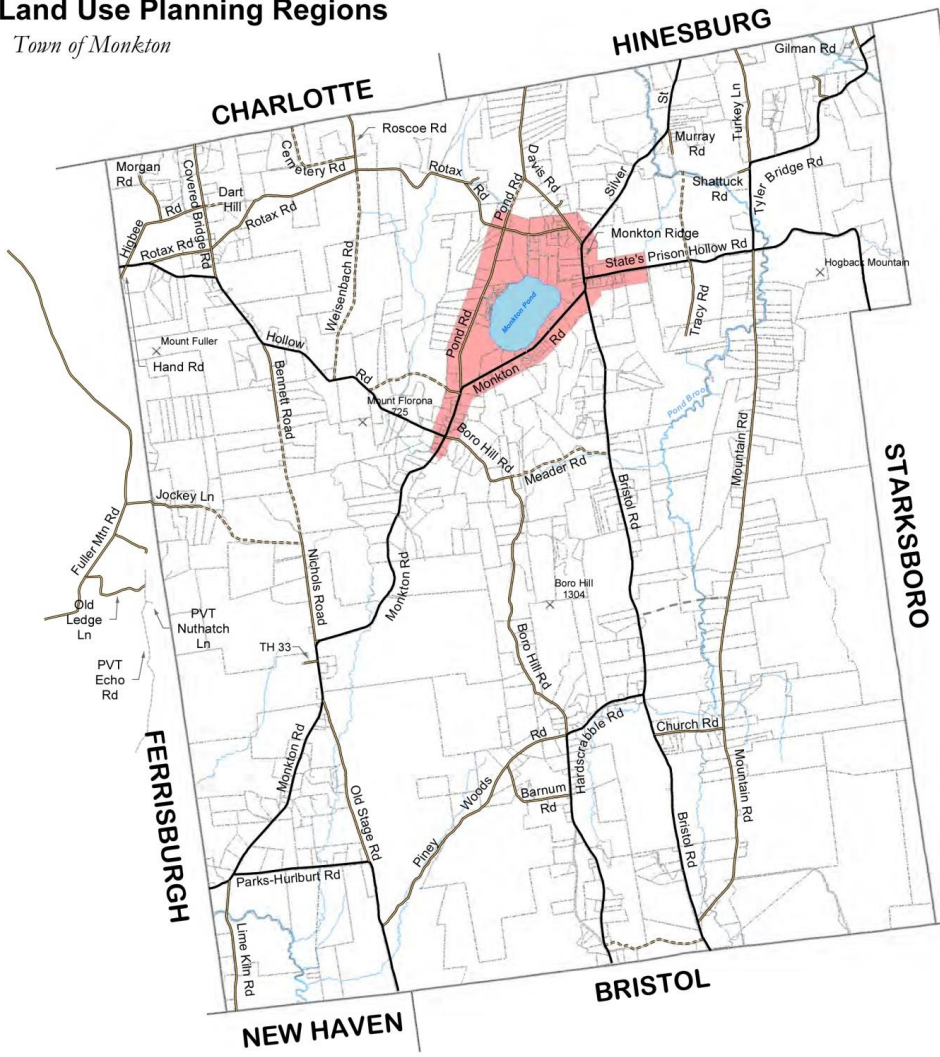 Land Use Planning Regions
Town of Monkton
HINESBURG
Gilman Rd
CHARLOTTE
Roscoe Rd
Cemetery Rd
St
Turkey Ln
Murray
Rd
Morgan
Rd
Covered Bridge Rd
Dart
Hill
Rotax
Rd
Davis Rd
Silver
Shattuck
Rd
Tyler
Bridge Rd
Higbee
Rd
Rotax Rd
Rotax Rd
Pond Rd
Monkton Ridge
State's Prison Hollow Rd
Hogback Mountain
Weisenbach Rd
Monkton Pond
Tracy Rd
Mount Fuller
Hand Rd
Hollow
Rd
Pond Rd
Monkton
Rd
Bennett Road
Mount Florona
725
Pond Broo
Boro Hill Rd
Meader Rd
Mountain Rd
Bristol Rd
STARKSBORO
Jockey Ln
Fuller Mtn Rd
Nichols Road
Monkton Rd
Boro Hill
1304
Old
Ledge
Ln
PVT
Nuthatch
Ln
TH 33
PVT
Echo
Rd
Boro Hill Rd
FERRISBURGH
Monkton Rd
Rd
Hardscrabble Rd
Church Rd
Old Stage Rd
Woods
Barnum
Rd
Mountain Rd
Piney
Bristol Rd
Parks-Hurlburt Rd
Lime Kiln Rd
BRISTOL
NEW HAVEN